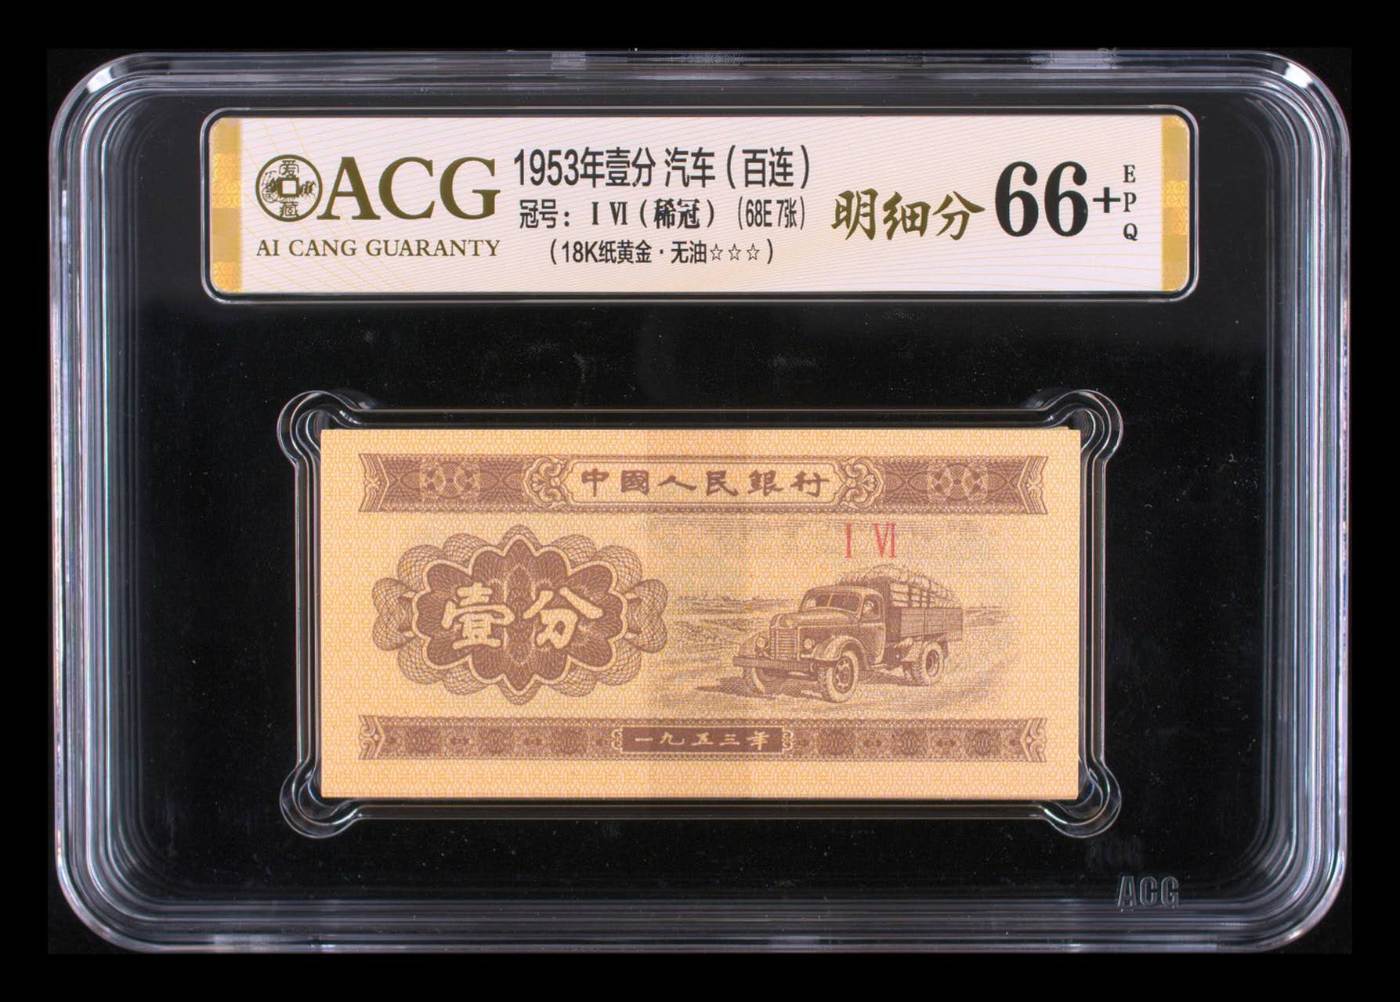 ACG
AI CANG GUARANTY
1953年壹分 汽车（百连）
冠号：ⅠⅥ（稀冠）（68E 7张）
（18K纸黄金·无油☆☆☆）
明细分
66+
EPQ
中國人民銀行
Ⅰ Ⅵ
壹分
一九五三年
ACG